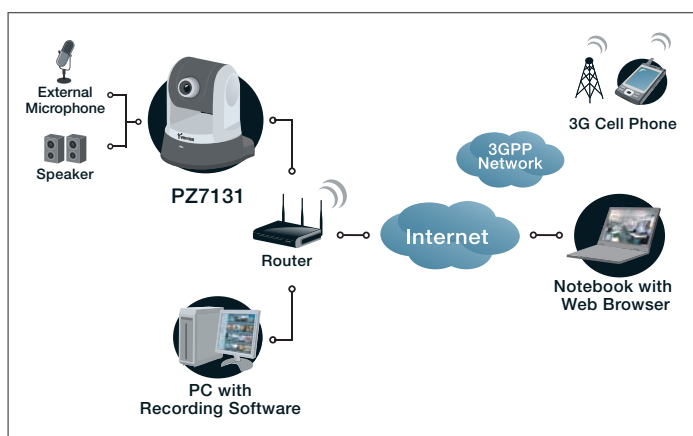 External
Microphone
Speaker
PZ7131
3G Cell Phone
3GPP
Network
Internet
Router
Notebook with
Web Browser
PC with
Recording Software